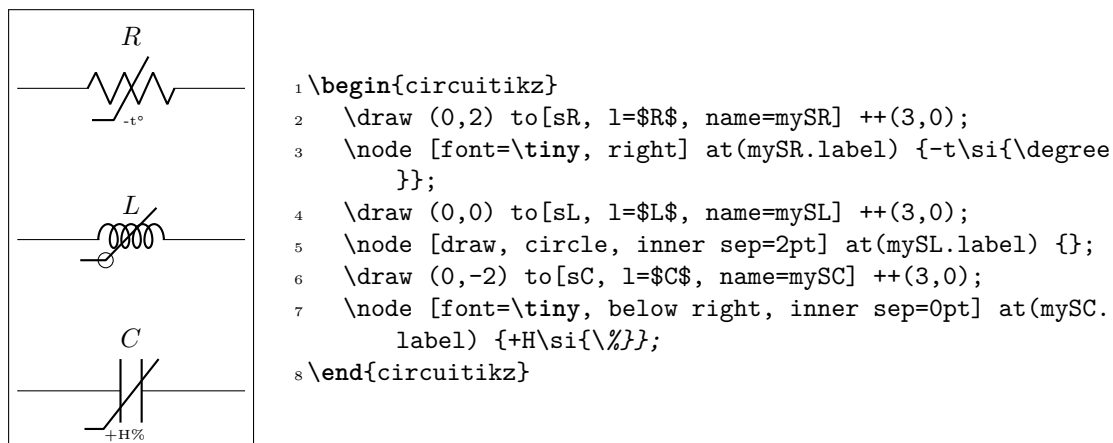 R
-t°
L
C
+H%
1 \begin{circuitikz}
2 \draw (0,2) to[sR, l=$R$, name=mySR] ++(3,0);
3 \node [font=\tiny, right] at(mySR.label) {-t\si{\degree
}};
4 \draw (0,0) to[sL, l=$L$, name=mySL] ++(3,0);
5 \node [draw, circle, inner sep=2pt] at(mySL.label) {};
6 \draw (0,-2) to[sC, l=$C$, name=mySC] ++(3,0);
7 \node [font=\tiny, below right, inner sep=0pt] at(mySC.
label) {+H\si{\%}};
8 \end{circuitikz}